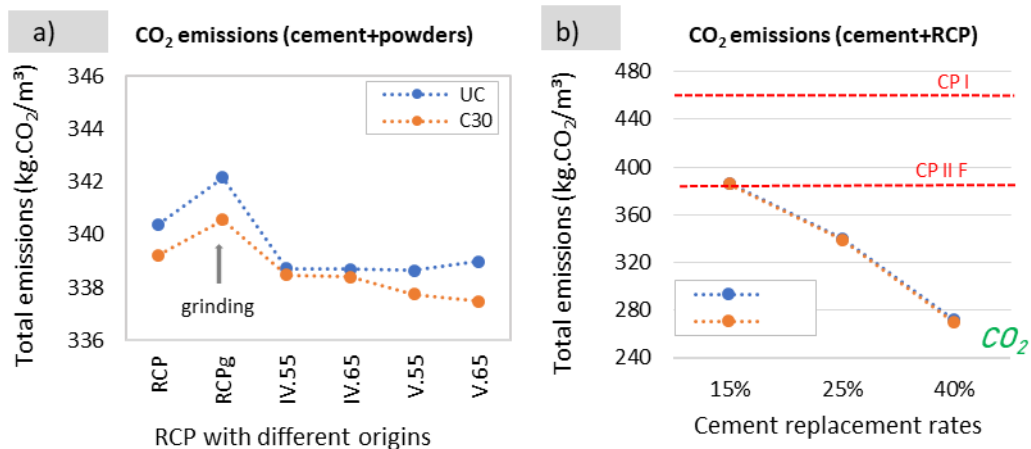 a)
CO₂ emissions (cement+powders)
Total emissions (kg.CO₂/m³)
346
344
342
340
338
336
UC
C30
grinding
RCP
RCPg
IV.55
IV.65
V.55
V.65
RCP with different origins
b)
CO₂ emissions (cement+RCP)
Total emissions (kg.CO₂/m³)
480
440
400
360
320
280
240
CP I
CP II F
CO₂
15%
25%
40%
Cement replacement rates